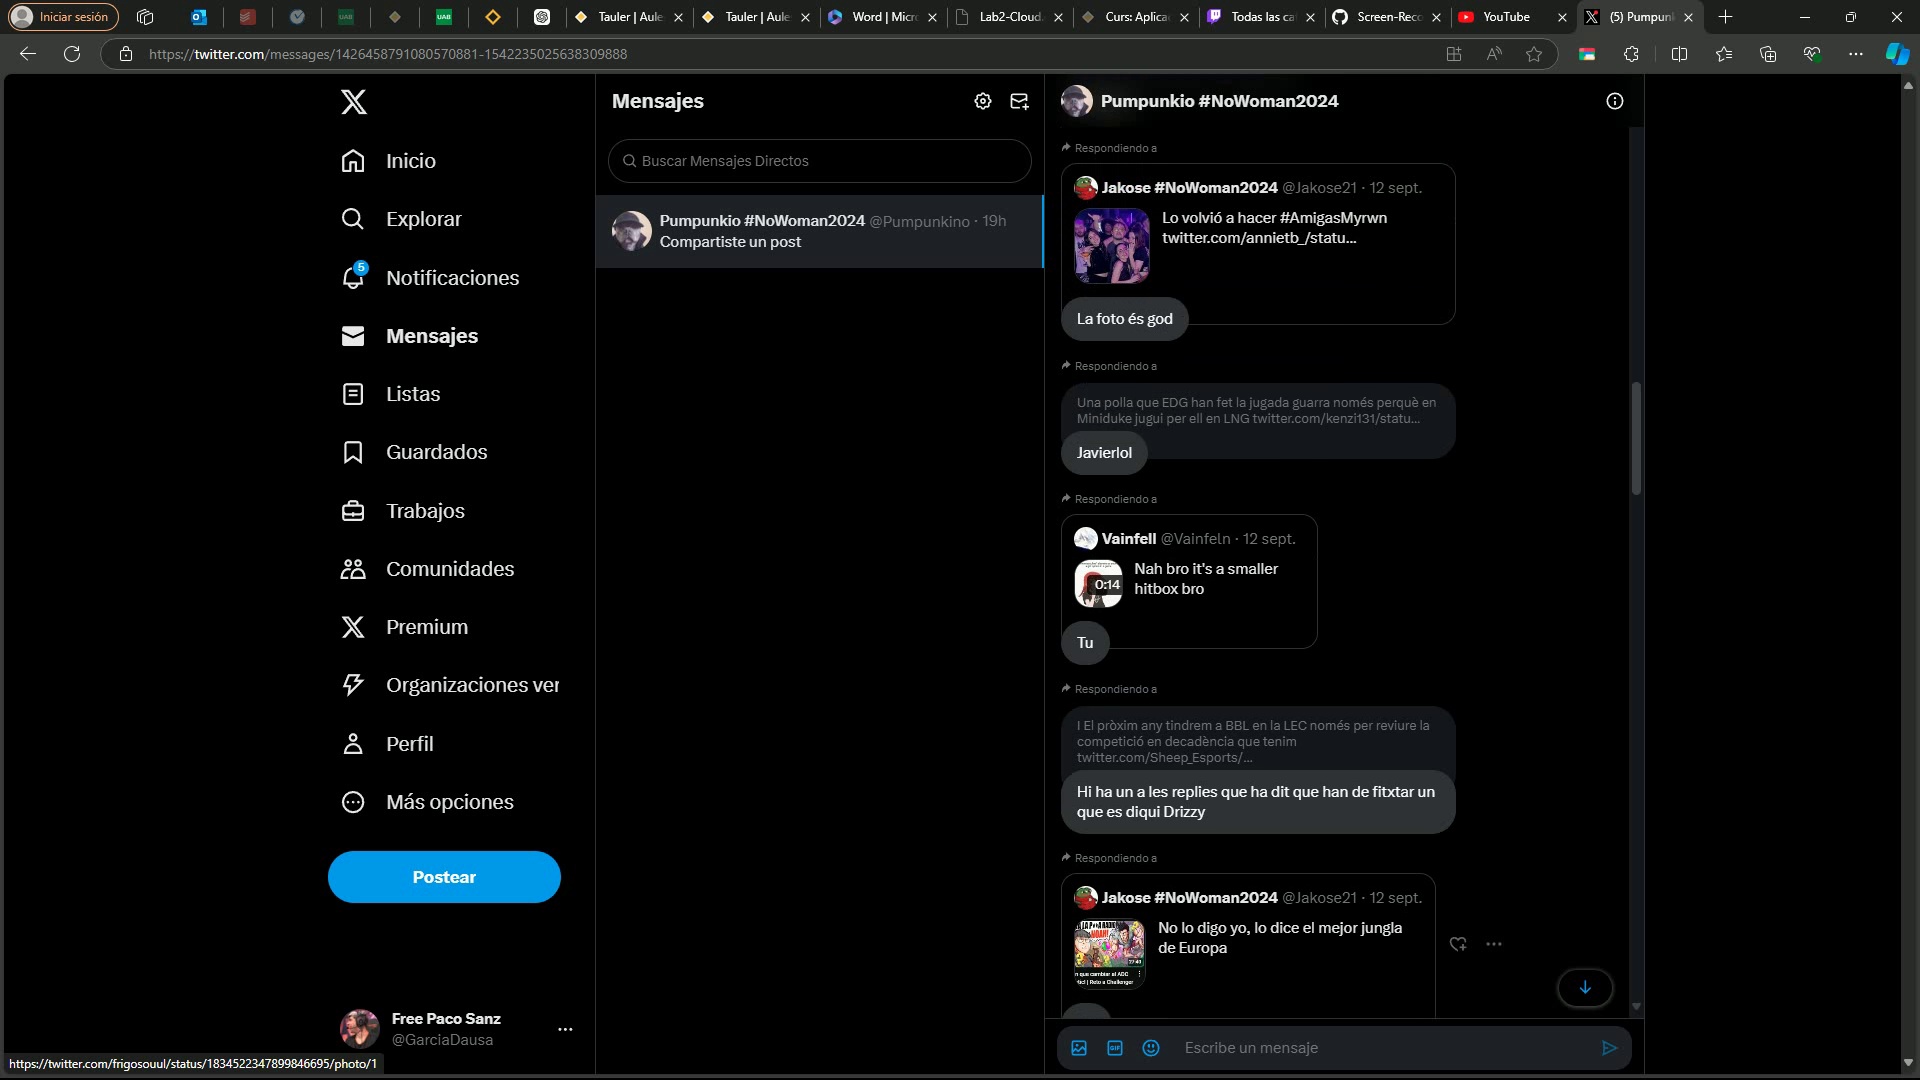 Iniciar sesión
Tauler | Aule
Tauler | Aule
Word | Micr
Lab2-Cloud.
Curs: Aplica
Todas las ca
Screen-Reco
YouTube
(5) Pumpun
https://twitter.com/messages/1426458791080570881-1542235025638309888
Inicio
Explorar
5
Notificaciones
Mensajes
Listas
Guardados
Trabajos
Comunidades
Premium
Organizaciones ver
Perfil
Más opciones
Postear
Free Paco Sanz
@GarciaDausa
https://twitter.com/frigosouul/status/1834522347899846695/photo/1
Mensajes
Buscar Mensajes Directos
Pumpunkio #NoWoman2024 @Pumpunkino · 19h
Compartiste un post
Pumpunkio #NoWoman2024
Respondiendo a
Jakose #NoWoman2024 @Jakose21 · 12 sept.
Lo volvió a hacer #AmigasMyrwn
twitter.com/annietb_/statu...
La foto és god
Respondiendo a
Una polla que EDG han fet la jugada guarra només perquè en
Miniduke jugui per ell en LNG twitter.com/kenzi131/statu...
Javierlol
Respondiendo a
Vainfell @Vainfeln · 12 sept.
0:14
Nah bro it's a smaller
hitbox bro
Tu
Respondiendo a
I El pròxim any tindrem a BBL en la LEC només per reviure la
competició en decadència que tenim
twitter.com/Sheep_Esports/...
Hi ha un a les replies que ha dit que han de fitxtar un
que es diqui Drizzy
Respondiendo a
Jakose #NoWoman2024 @Jakose21 · 12 sept.
No lo digo yo, lo dice el mejor jungla
de Europa
n que cambiar al ADC
tic! | Reto a Challenger
GIF
Escribe un mensaje